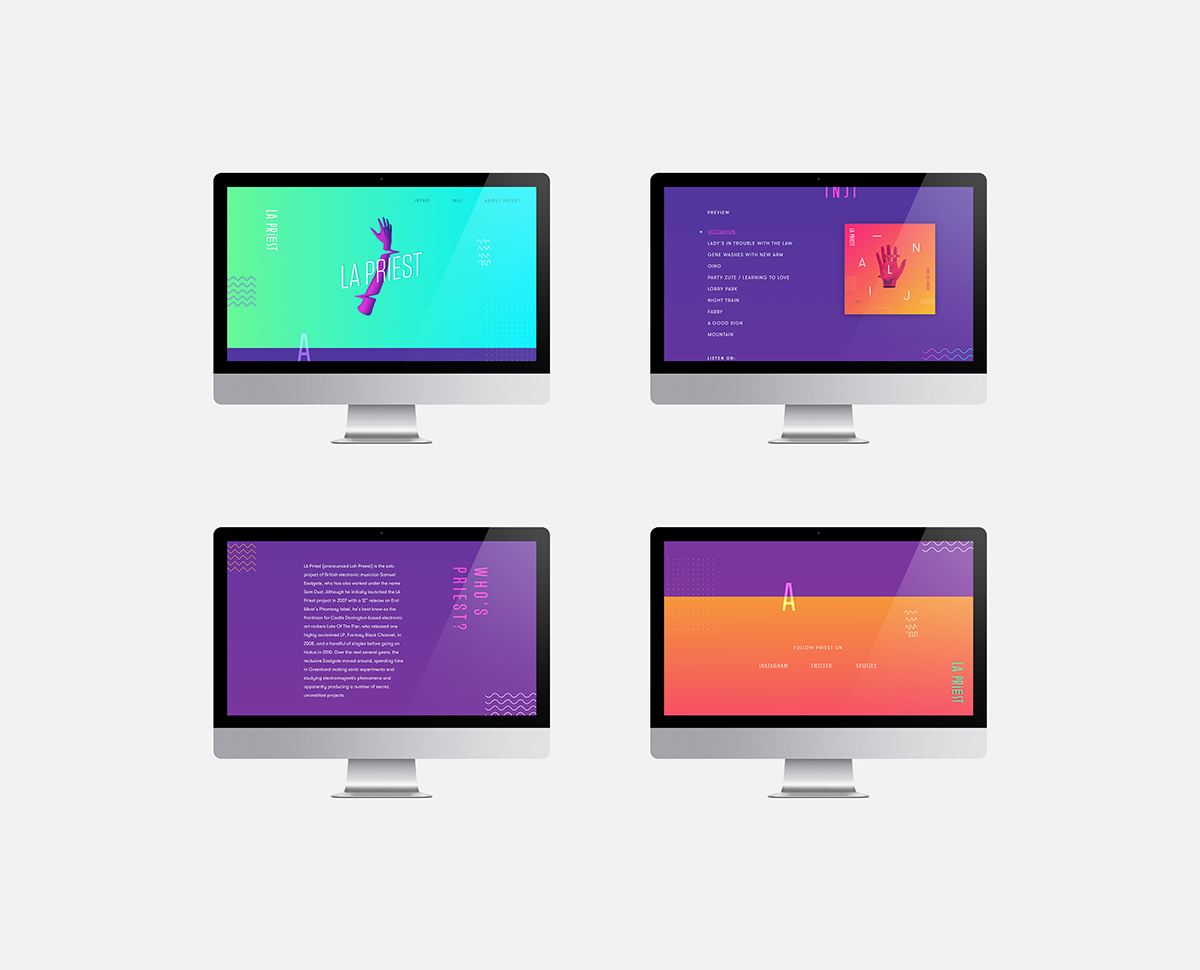 LA PRIEST
INTRO
INJI
ABOUT PRIEST
LA PRIEST
A
INJI
PREVIEW
OCCASION
LADY'S IN TROUBLE WITH THE LAW
GENE WASHES WITH NEW ARM
OINO
PARTY ZUTE / LEARNING TO LOVE
LORRY PARK
NIGHT TRAIN
FABBY
A GOOD SIGN
MOUNTAIN
LISTEN ON:
LA PRIEST
N
A L
I J
LA Priest (pronounced Lah Preest) is the solo
project of British electronic musician Samuel
Eastgate, who has also worked under the name
Sam Dust. Although he initially launched the LA
Priest project in 2007 with a 12" release on Erol
Alkan's Phantasy label, he's best know as the
frontman for Castle Donington-based electronic
art rockers Late Of The Pier, who released one
highly acclaimed LP, Fantasy Black Channel, in
2008, and a handful of singles before going on
hiatus in 2010. Over the next several years, the
reclusive Eastgate moved around, spending time
in Greenland making sonic experiments and
studying electromagnetic phenomena and
apparently producing a number of secret,
uncredited projects.
WHO'S
PRIEST?
A
FOLLOW PRIEST ON
INSTAGRAM
TWITTER
SPOTIFY
LA PRIEST